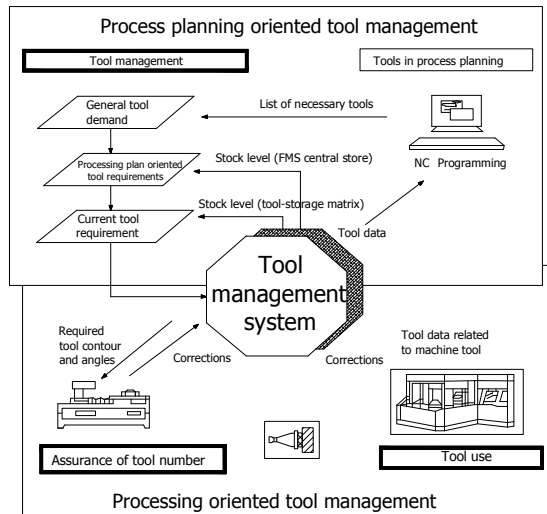 Process planning oriented tool management
Tool management
Tools in process planning
General tool
demand
List of necessary tools
Processing plan oriented
tool requirements
Stock level (FMS central store)
NC Programming
Current tool
requirement
Stock level (tool-storage matrix)
Tool data
Tool
management
system
Required
tool contour
and angles
Corrections
Corrections
Tool data related
to machine tool
Assurance of tool number
Tool use
Processing oriented tool management